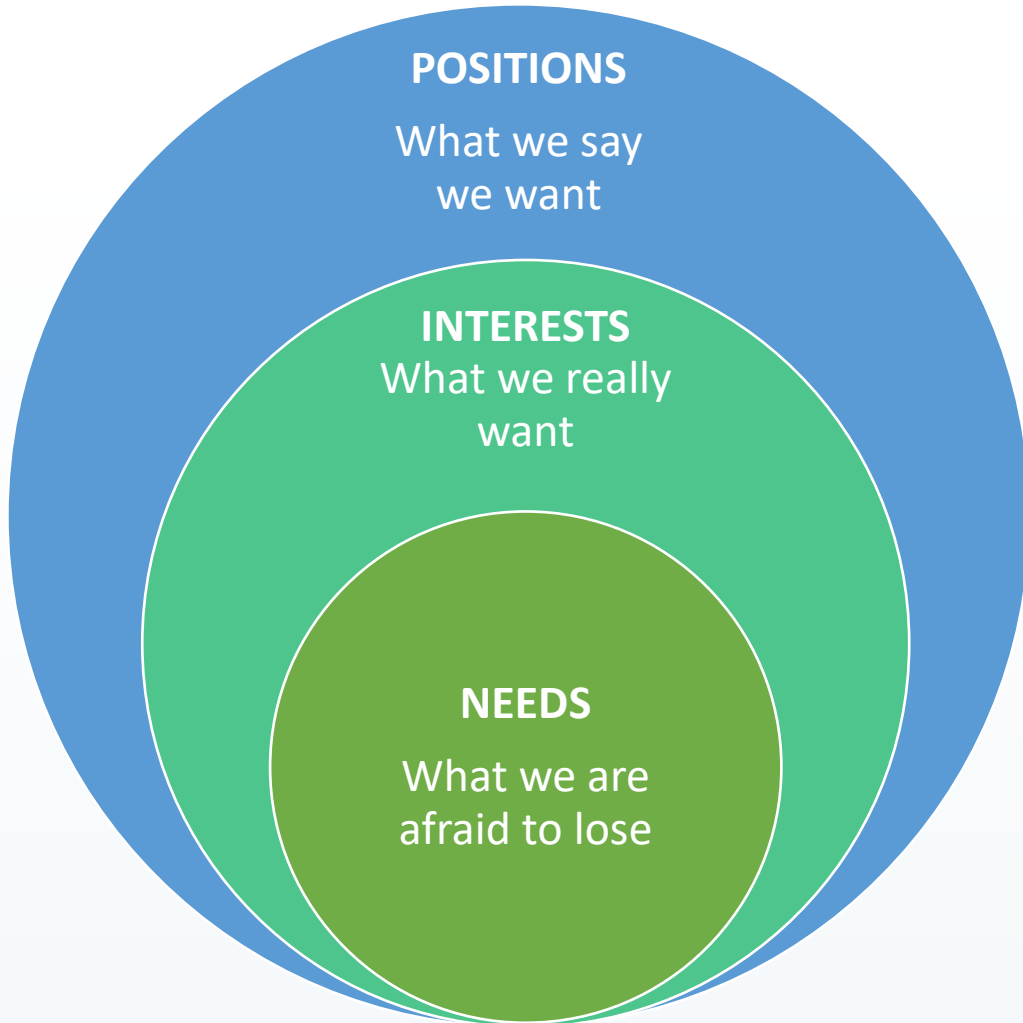 POSITIONS
What we say
we want
INTERESTS
What we really
want
NEEDS
What we are
afraid to lose